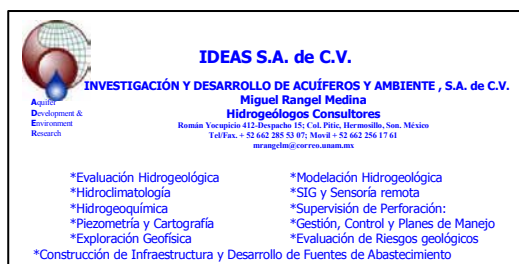 IDEAS S.A. de C.V.
INVESTIGACIÓN Y DESARROLLO DE ACUÍFEROS Y AMBIENTE , S.A. de C.V.
Miguel Rangel Medina
Hidrogeólogos Consultores
Román Yocupicio 412-Despacho 15; Col. Pitic, Hermosillo, Son. México
Tel/Fax. + 52 662 285 53 07; Movil + 52 662 256 17 61
mrangelm@correo.unam.mx
Aquifer
Development &
Environment
Research
*Evaluación Hidrogeológica
*Hidroclimatología
*Hidrogeoquímica
*Piezometría y Cartografía
*Exploración Geofísica
*Modelación Hidrogeológica
*SIG y Sensoría remota
*Supervisión de Perforación:
*Gestión, Control y Planes de Manejo
*Evaluación de Riesgos geológicos
*Construcción de Infraestructura y Desarrollo de Fuentes de Abastecimiento